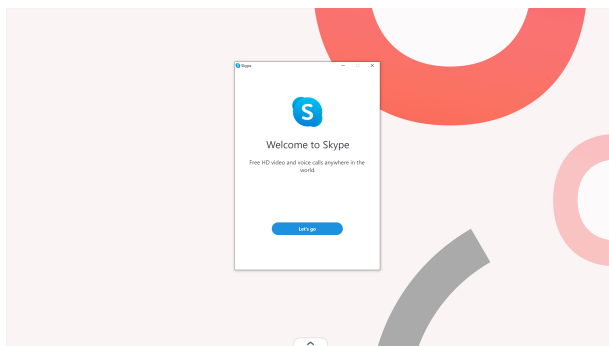 Skype
S
Welcome to Skype
Free HD video and voice calls anywhere in the
world.
Let's go